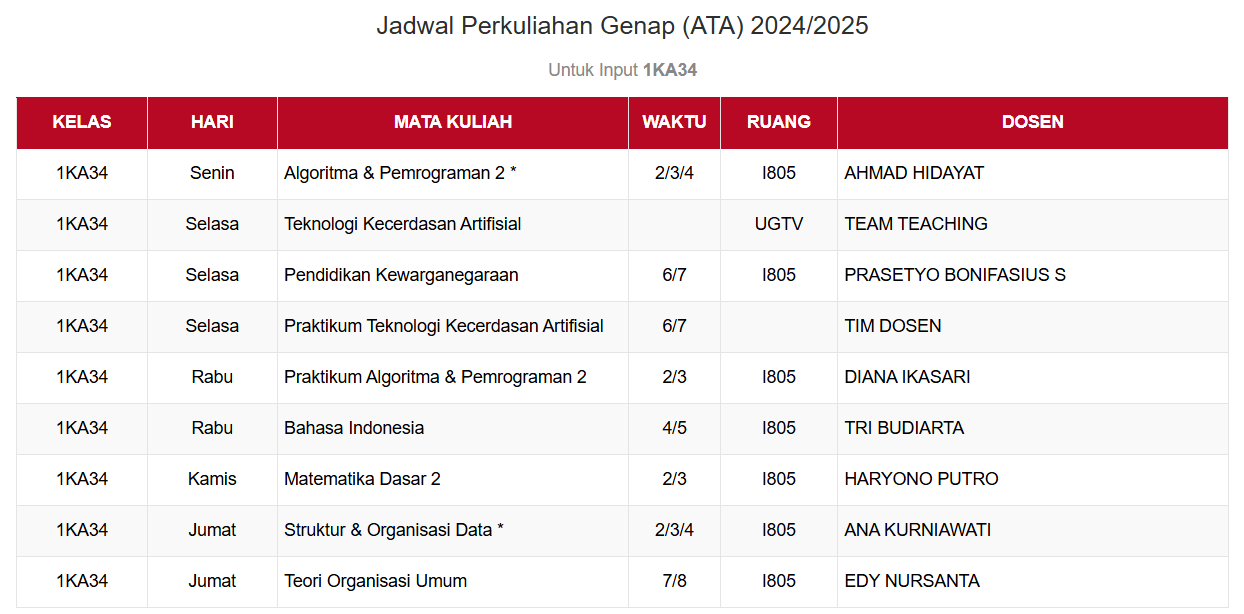 Jadwal Perkuliahan Genap (ATA) 2024/2025
Untuk Input 1KA34
KELAS HARI MATA KULIAH WAKTU RUANG DOSEN
1KA34 Senin Algoritma & Pemrograman 2 * 2/3/4 I805 AHMAD HIDAYAT
1KA34 Selasa Teknologi Kecerdasan Artifisial UGTV TEAM TEACHING
1KA34 Selasa Pendidikan Kewarganegaraan 6/7 I805 PRASETYO BONIFASIUS S
1KA34 Selasa Praktikum Teknologi Kecerdasan Artifisial 6/7 TIM DOSEN
1KA34 Rabu Praktikum Algoritma & Pemrograman 2 2/3 I805 DIANA IKASARI
1KA34 Rabu Bahasa Indonesia 4/5 I805 TRI BUDIARTA
1KA34 Kamis Matematika Dasar 2 2/3 I805 HARYONO PUTRO
1KA34 Jumat Struktur & Organisasi Data * 2/3/4 I805 ANA KURNIAWATI
1KA34 Jumat Teori Organisasi Umum 7/8 I805 EDY NURSANTA